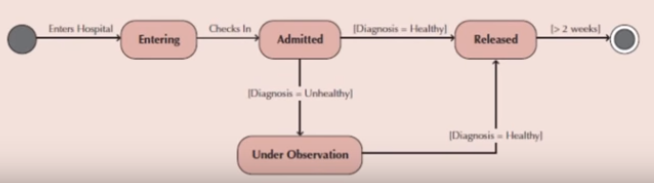 Enters Hospital
Entering
Checks In
Admitted
[Diagnosis = Healthy]
Released
[> 2 weeks]
[Diagnosis = Unhealthy]
[Diagnosis = Healthy]
Under Observation